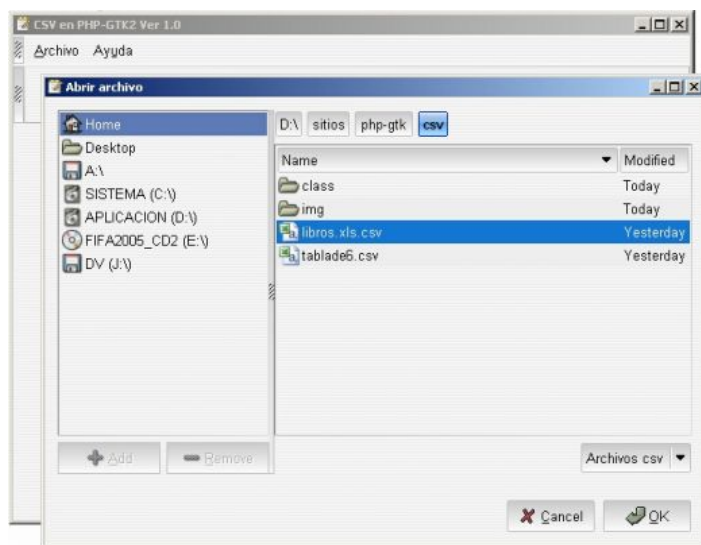 CSV en PHP-GTK2 Ver 1.0
Archivo Ayuda
Abrir archivo
Home
Desktop
A:\
SISTEMA (C:\)
APLICACION (D:\)
FIFA2005_CD2 (E:\)
DV (J:\)
Add
Remove
D:\ sitios php-gtk csv
Name Modified
class Today
img Today
libros.xls.csv Yesterday
tablade6.csv Yesterday
Archivos csv
Cancel OK